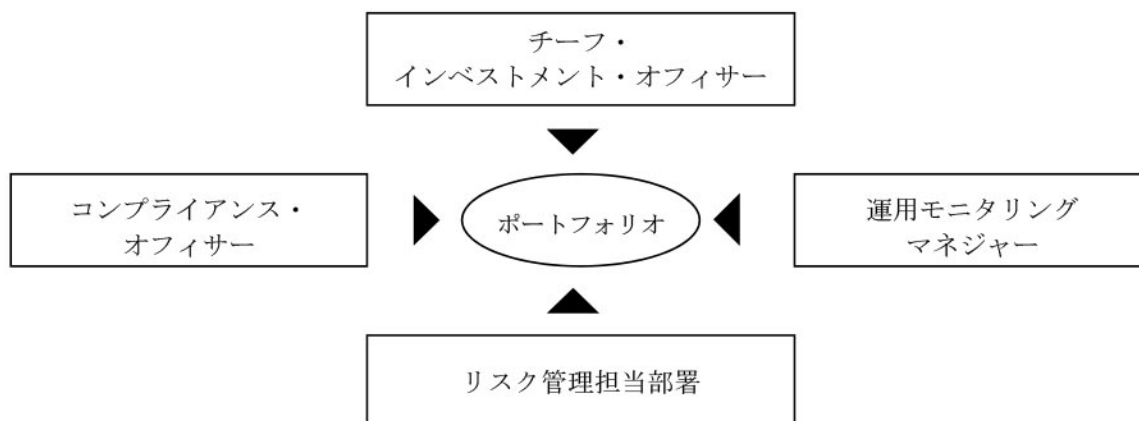 チーフ・
インベストメント・オフィサー
コンプライアンス・
オフィサー
ポートフォリオ
運用モニタリング
マネジャー
リスク管理担当部署